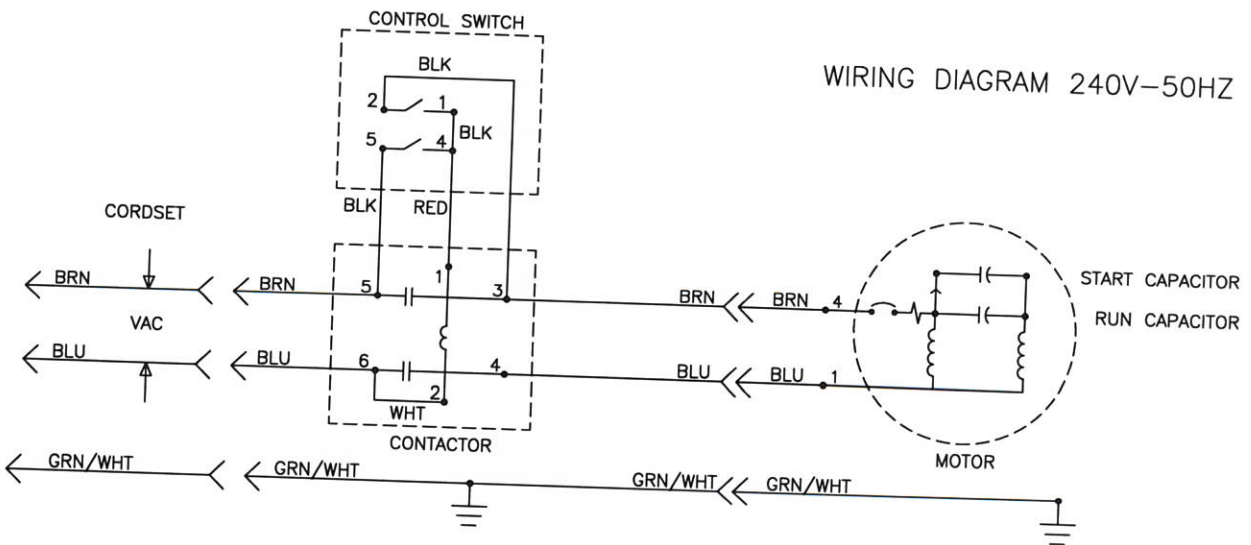 CONTROL SWITCH
BLK
WIRING DIAGRAM 240V-50HZ
2 1
BLK
5 4
BLK RED
CORDSET
1
BRN BRN 5 3 BRN BRN 4
START CAPACITOR
VAC
RUN CAPACITOR
BLU BLU 6 4 BLU BLU 1
2
WHT
CONTACTOR
MOTOR
GRN/WHT GRN/WHT GRN/WHT GRN/WHT